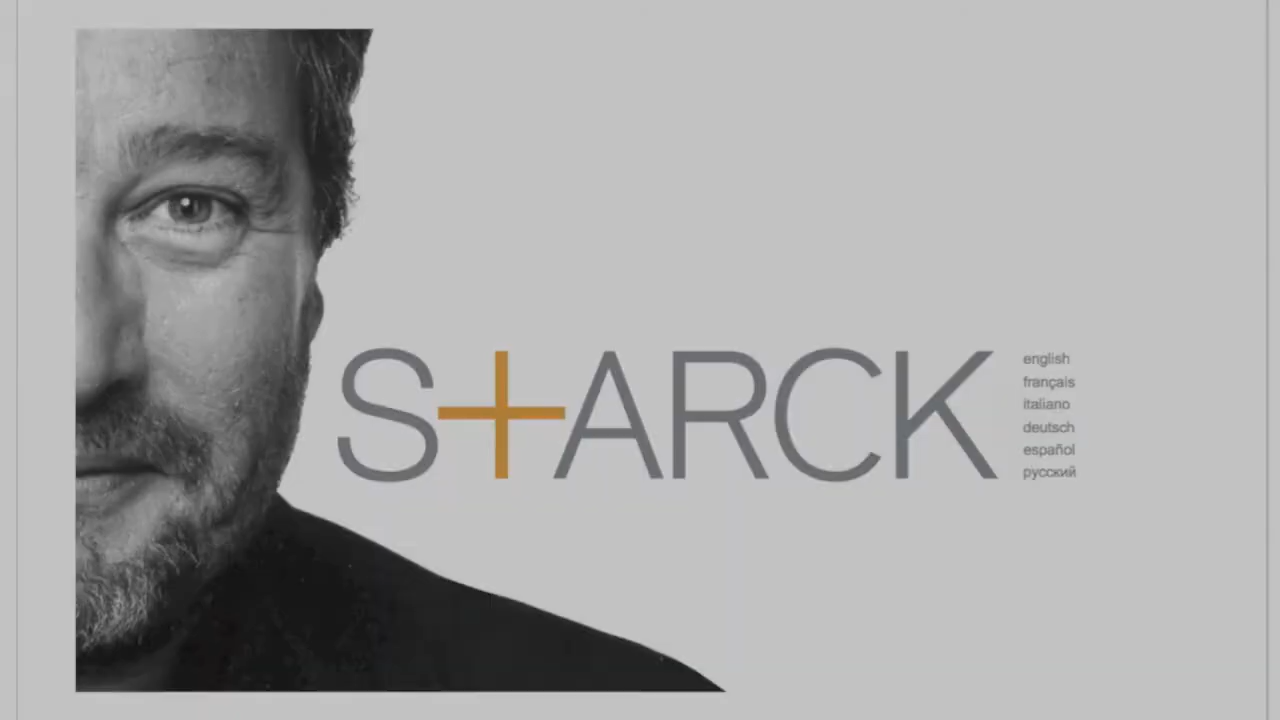 S+ARCK
english
français
italiano
deutsch
español
русский